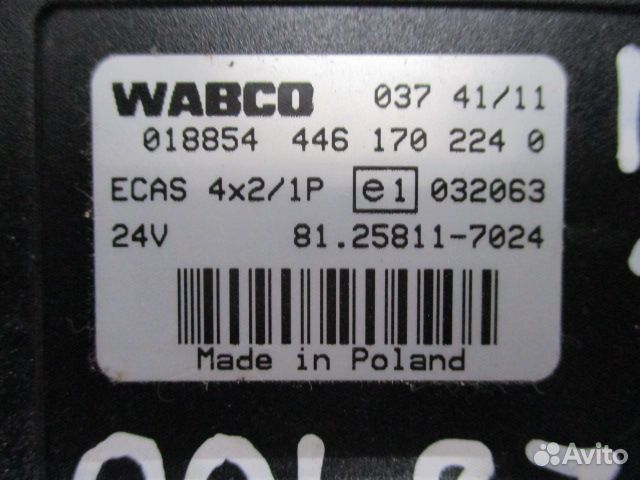 WABCO 037 41/11
018854 446 170 224 0
ECAS 4x2/1P e1 032063
24V 81.25811-7024
Made in Poland
Avito